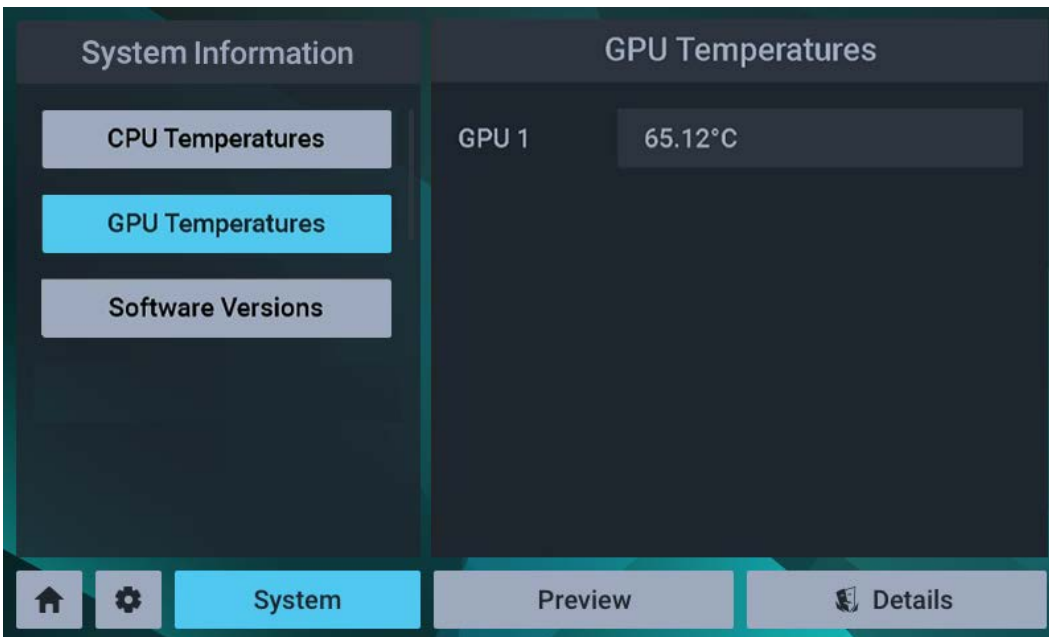 System Information
CPU Temperatures
GPU Temperatures
Software Versions
GPU Temperatures
GPU 1 65.12°C
System Preview Details